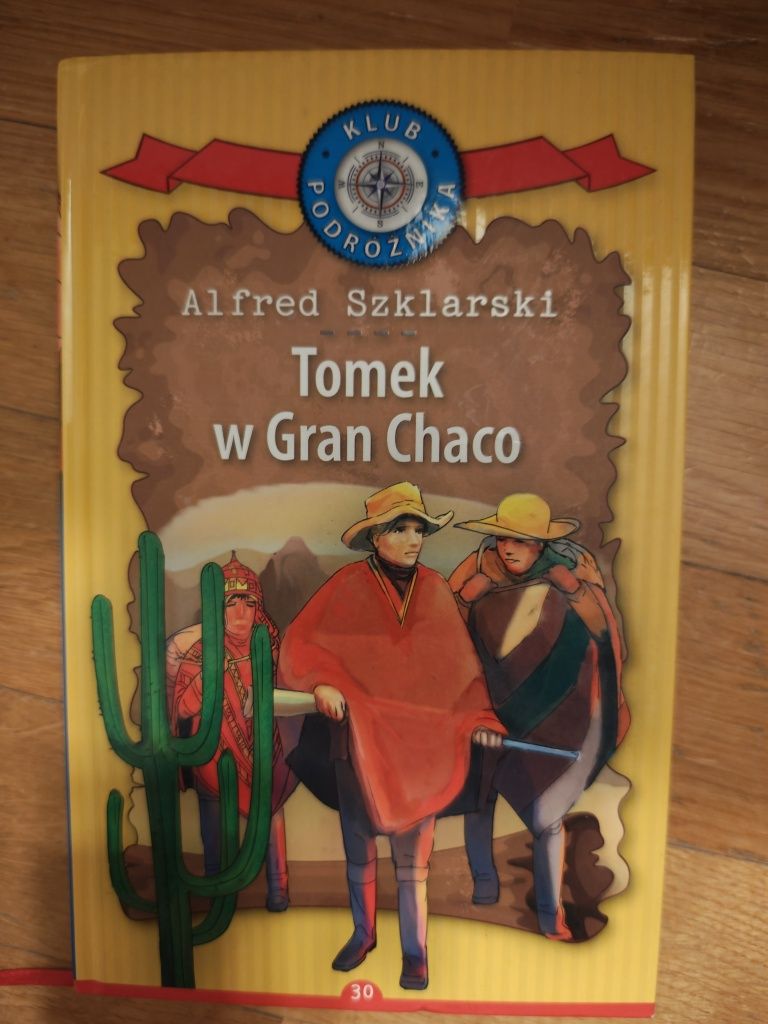 KLUB
N
W E
S
PODRÓŻNIKA
Alfred Szklarski
Tomek
w Gran Chaco
30